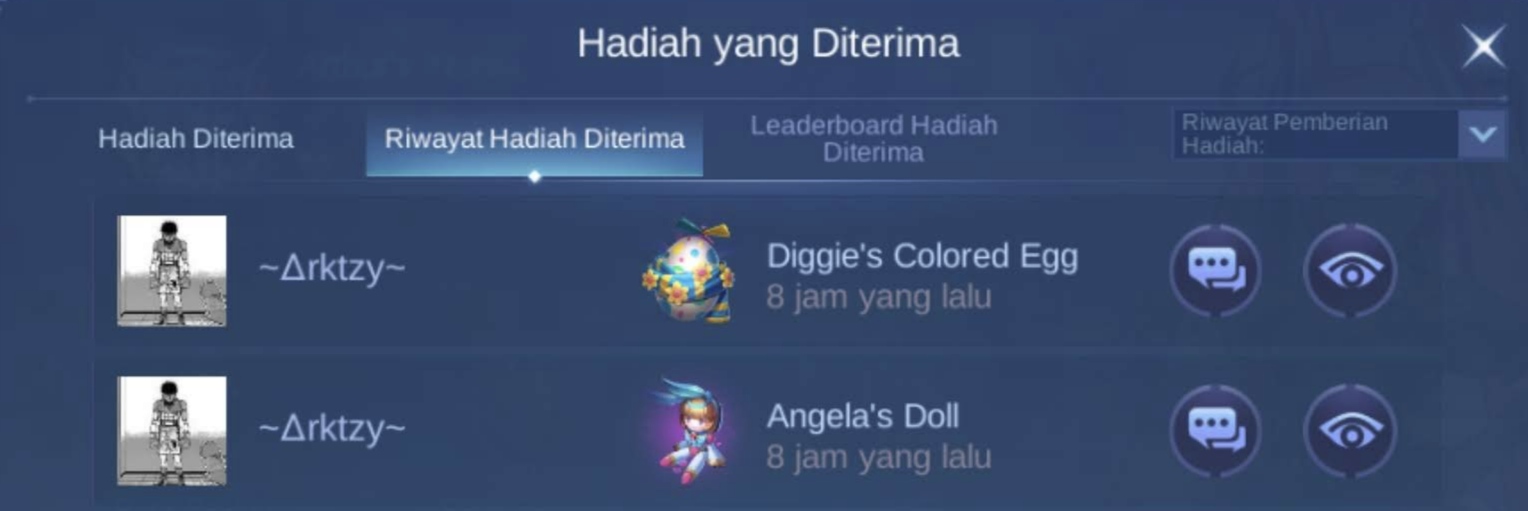 Hadiah yang Diterima
Hadiah Diterima
Riwayat Hadiah Diterima
Leaderboard Hadiah
Diterima
Riwayat Pemberian
Hadiah:
~Δrktzy~
Diggie's Colored Egg
8 jam yang lalu
~Δrktzy~
Angela's Doll
8 jam yang lalu